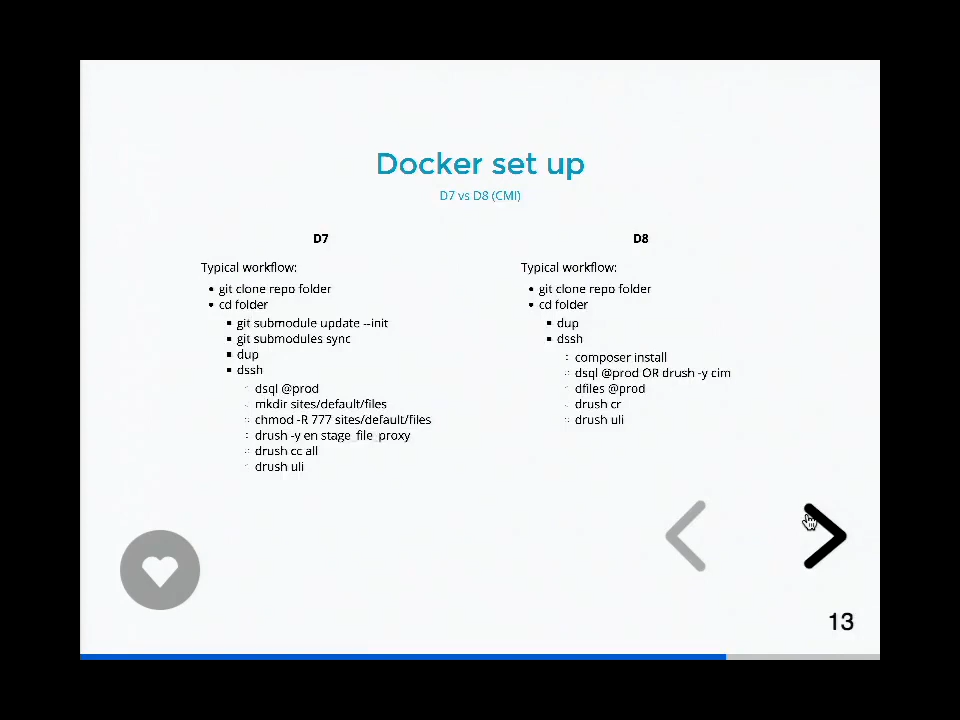 Docker set up
D7 vs D8 (CMI)
D7
Typical workflow:
git clone repo folder
cd folder
git submodule update --init
git submodules sync
dup
dssh
dsql @prod
mkdir sites/default/files
chmod -R 777 sites/default/files
drush -y en stage_file_proxy
drush cc all
drush uli
D8
Typical workflow:
git clone repo folder
cd folder
dup
dssh
composer install
dsql @prod OR drush -y cim
dfiles @prod
drush cr
drush uli
13